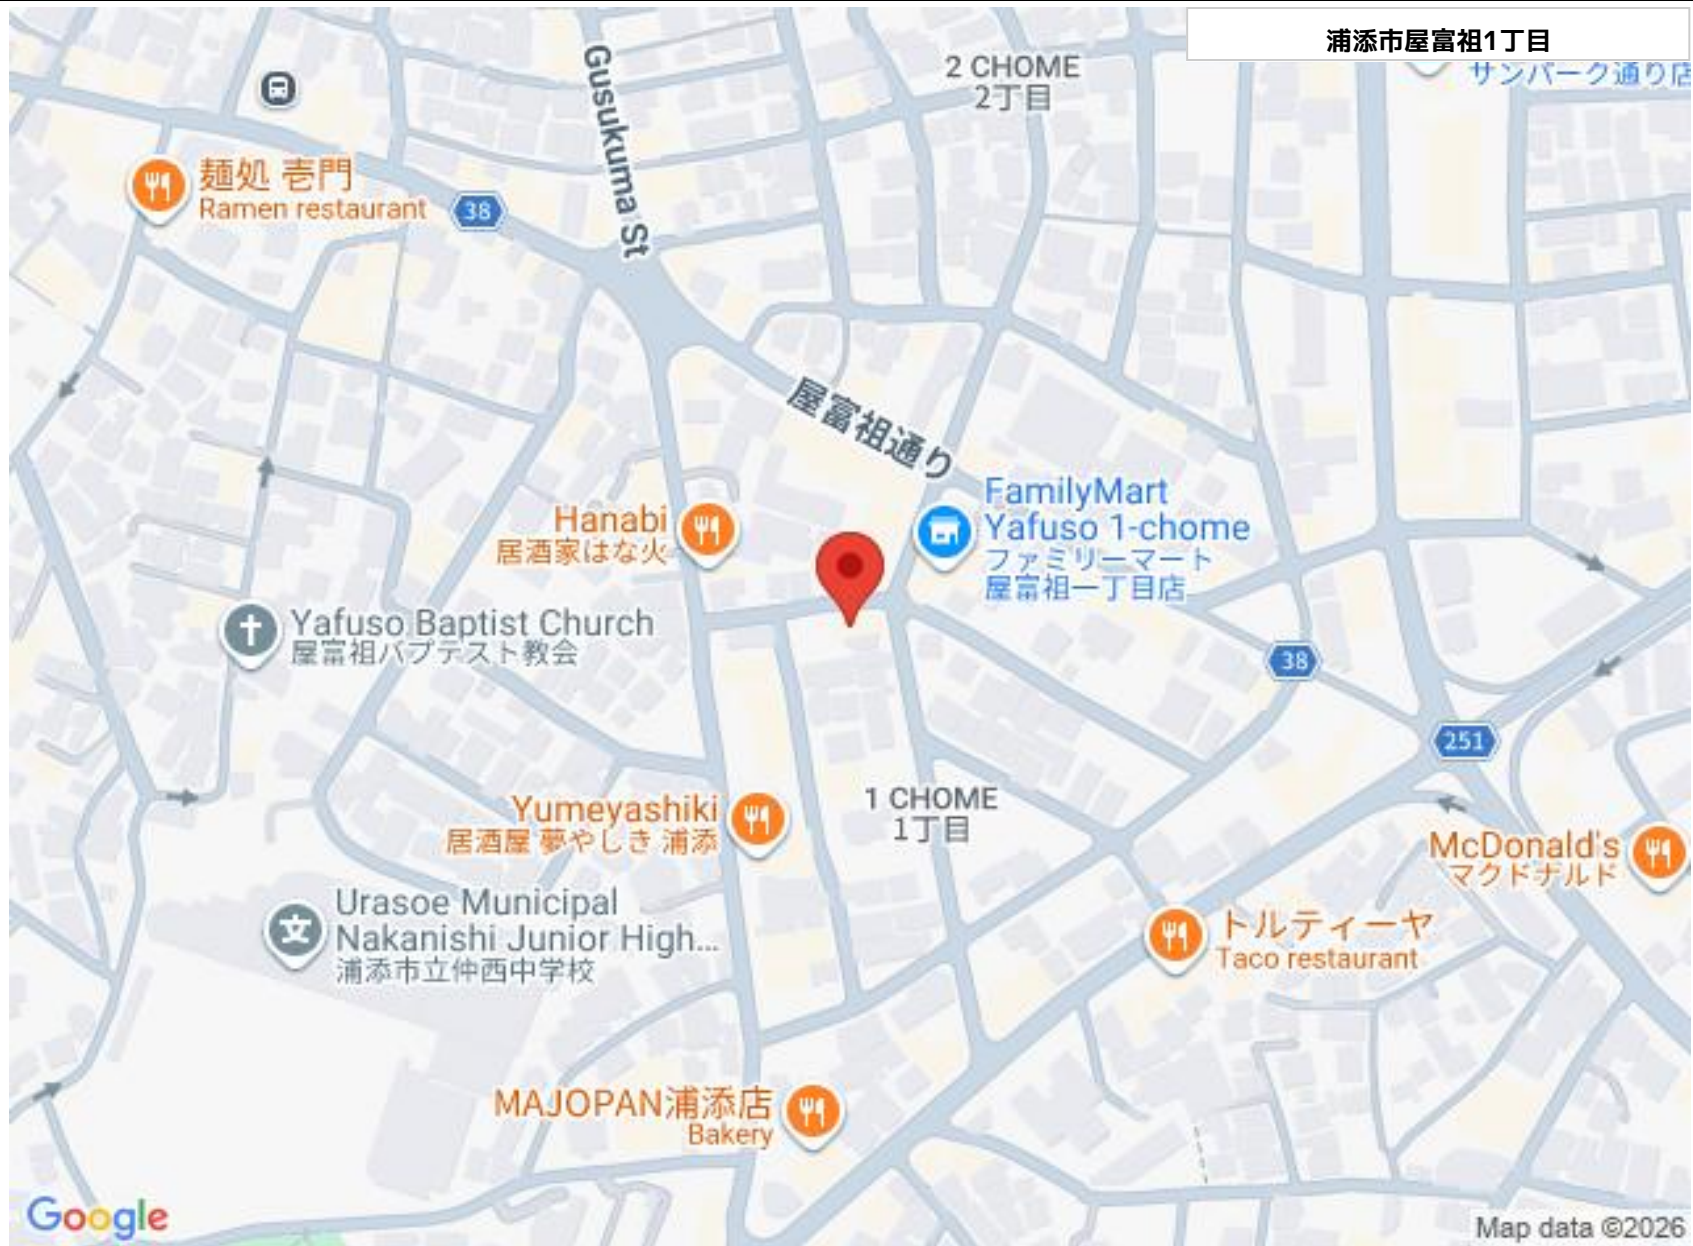 浦添市屋富祖1丁目
サンパーク通り店
2 CHOME
2丁目
Gusukuma St
麺処 壱門
Ramen restaurant
38
屋富祖通り
FamilyMart
Yafuso 1-chome
ファミリーマート
屋富祖一丁目店
Hanabi
居酒家はな火
Yafuso Baptist Church
屋富祖バプテスト教会
38
251
Yumeyashiki
居酒屋 夢やしき 浦添
1 CHOME
1丁目
McDonald's
マクドナルド
Urasoe Municipal
Nakanishi Junior High...
浦添市立仲西中学校
文
トルティーヤ
Taco restaurant
MAJOPAN浦添店
Bakery
Google
Map data ©2026